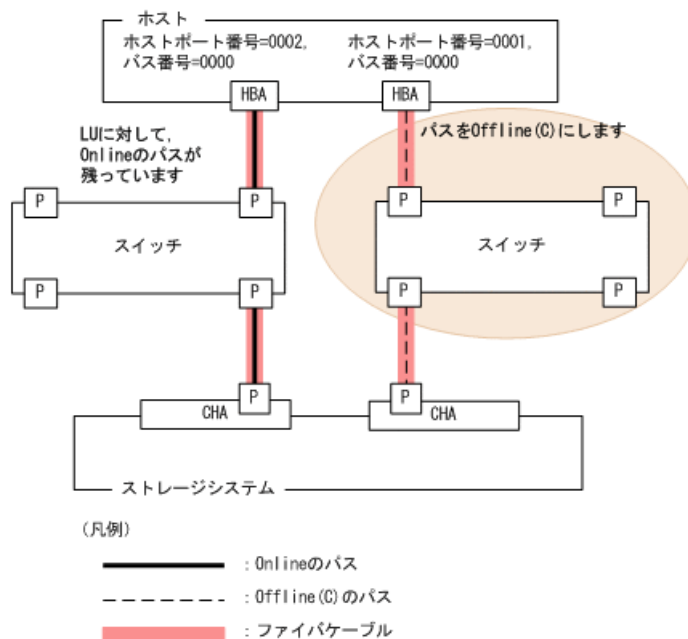 ホスト
ホストポート番号=0002,
バス番号=0000
ホストポート番号=0001,
バス番号=0000
HBA
HBA
LUに対して,
Onlineのパスが
残っています
パスをOffline(C)にします
P
P
P
P
スイッチ
スイッチ
P
P
P
P
P
P
CHA
CHA
ストレージシステム
(凡例)
:Onlineのパス
:Offline(C)のパス
:ファイバケーブル